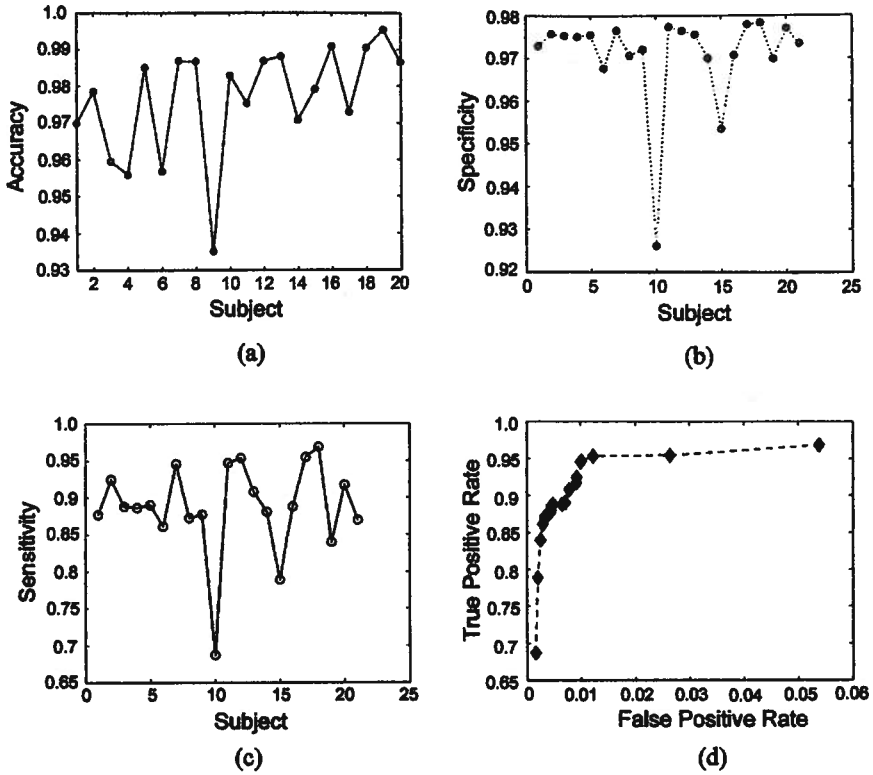 1.0
0.99
0.98
0.97
0.96
0.95
0.94
0.93
Accuracy
2 4 6 8 10 12 14 16 18 20
Subject
(a)
0.98
0.97
0.96
0.95
0.94
0.93
0.92
Specificity
0 5 10 15 20 25
Subject
(b)
1.0
0.95
0.9
0.85
0.8
0.75
0.7
0.65
Sensitivity
0 5 10 15 20 25
Subject
(c)
1.0
0.95
0.9
0.85
0.8
0.75
0.7
0.65
True Positive Rate
0 0.01 0.02 0.03 0.04 0.05 0.06
False Positive Rate
(d)